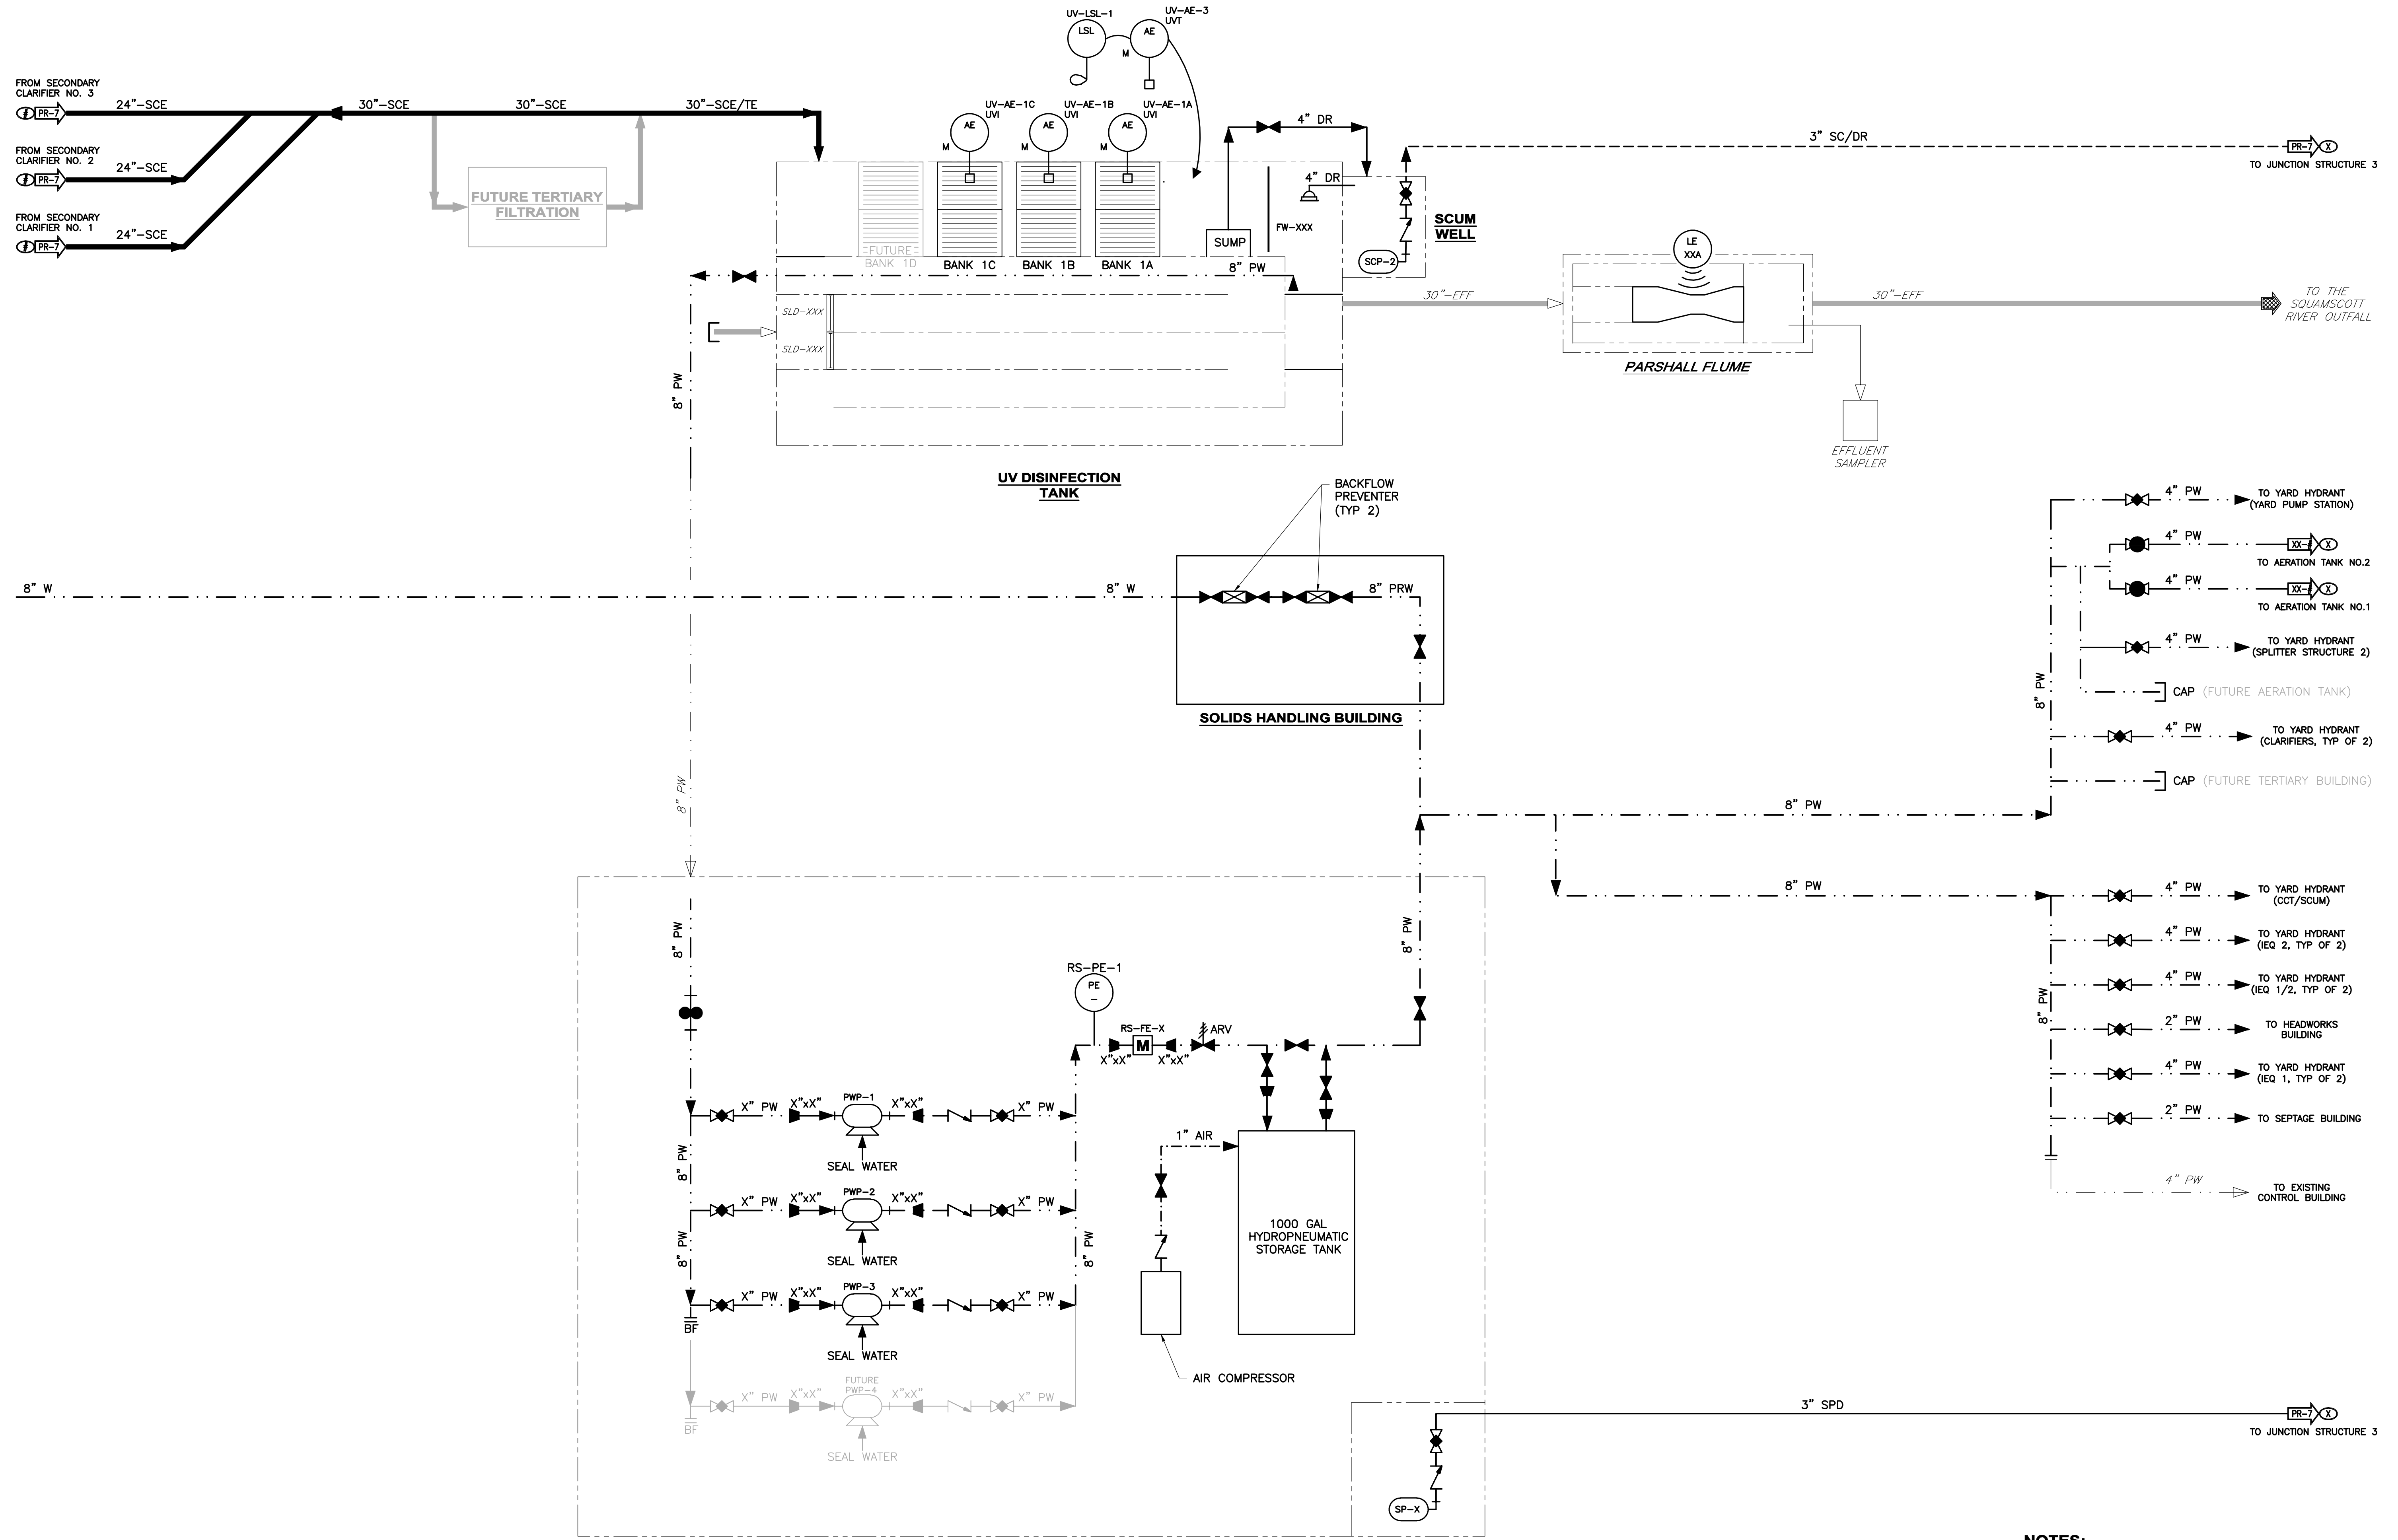 UV-LSL-1
LSL
UV-AE-3
UVT
AE
M
FROM SECONDARY
CLARIFIER NO. 3
# PR-7
24"-SCE
30"-SCE
30"-SCE
30"-SCE/TE
FROM SECONDARY
CLARIFIER NO. 2
# PR-7
24"-SCE
FROM SECONDARY
CLARIFIER NO. 1
# PR-7
24"-SCE
FUTURE TERTIARY
FILTRATION
UV-AE-1C
UVI
AE
M
UV-AE-1B
UVI
AE
M
UV-AE-1A
UVI
AE
M
4" DR
4" DR
3" SC/DR
PR-7 X
TO JUNCTION STRUCTURE 3
FUTURE
BANK 1D
BANK 1C
BANK 1B
BANK 1A
SUMP
FW-XXX
SCUM
WELL
SCP-2
8" PW
SLD-XXX
SLD-XXX
30"-EFF
LE
XXA
30"-EFF
TO THE
SQUAMSCOTT
RIVER OUTFALL
PARSHALL FLUME
EFFLUENT
SAMPLER
8" PW
UV DISINFECTION
TANK
BACKFLOW
PREVENTER
(TYP 2)
8" W
8" W
8" PRW
SOLIDS HANDLING BUILDING
4" PW
TO YARD HYDRANT
(YARD PUMP STATION)
4" PW
XX-# X
TO AERATION TANK NO.2
4" PW
XX-# X
TO AERATION TANK NO.1
4" PW
TO YARD HYDRANT
(SPLITTER STRUCTURE 2)
8" PW
CAP (FUTURE AERATION TANK)
4" PW
TO YARD HYDRANT
(CLARIFIERS, TYP OF 2)
CAP (FUTURE TERTIARY BUILDING)
8" PW
8" PW
8" PW
4" PW
TO YARD HYDRANT
(CCT/SCUM)
4" PW
TO YARD HYDRANT
(IEQ 2, TYP OF 2)
4" PW
TO YARD HYDRANT
(IEQ 1/2, TYP OF 2)
8" PW
2" PW
TO HEADWORKS
BUILDING
4" PW
TO YARD HYDRANT
(IEQ 1, TYP OF 2)
2" PW
TO SEPTAGE BUILDING
4" PW
TO EXISTING
CONTROL BUILDING
8" PW
8" PW
RS-PE-1
PE
-
RS-FE-X
M
X"xX"
X"xX"
ARV
X" PW
X"xX"
PWP-1
X"xX"
X" PW
SEAL WATER
8" PW
X" PW
X"xX"
PWP-2
X"xX"
X" PW
SEAL WATER
8" PW
8" PW
X" PW
X"xX"
PWP-3
X"xX"
X" PW
SEAL WATER
BF
X" PW
X"xX"
FUTURE
PWP-4
X"xX"
X" PW
SEAL WATER
BF
1" AIR
1000 GAL
HYDROPNEUMATIC
STORAGE TANK
AIR COMPRESSOR
3" SPD
PR-7 X
TO JUNCTION STRUCTURE 3
SP-X
NOTES: